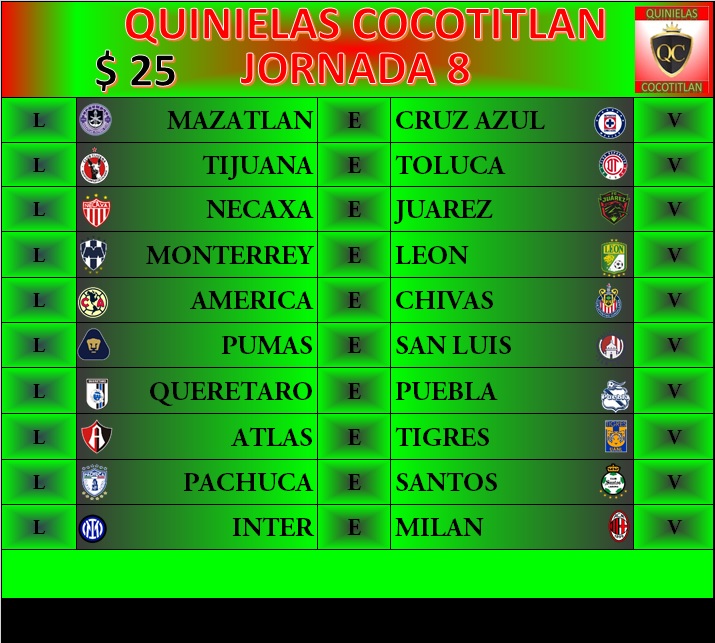 QUINIELAS COCOTITLAN
$ 25 JORNADA 8
QUINIELAS
QC
COCOTITLAN
L MAZATLAN E CRUZ AZUL V
L TIJUANA E TOLUCA V
L NECAXA E JUAREZ V
L MONTERREY E LEON V
L AMERICA E CHIVAS V
L PUMAS E SAN LUIS V
L QUERETARO E PUEBLA V
L ATLAS E TIGRES V
L PACHUCA E SANTOS V
L INTER E MILAN V